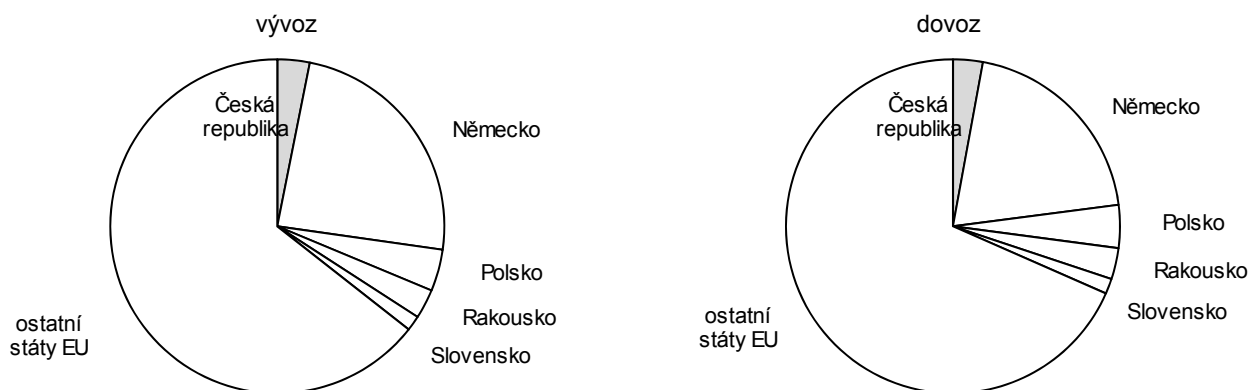 vývoz
Česká
republika
Německo
Polsko
Rakousko
Slovensko
ostatní
státy EU
dovoz
Česká
republika
Německo
Polsko
Rakousko
Slovensko
ostatní
státy EU